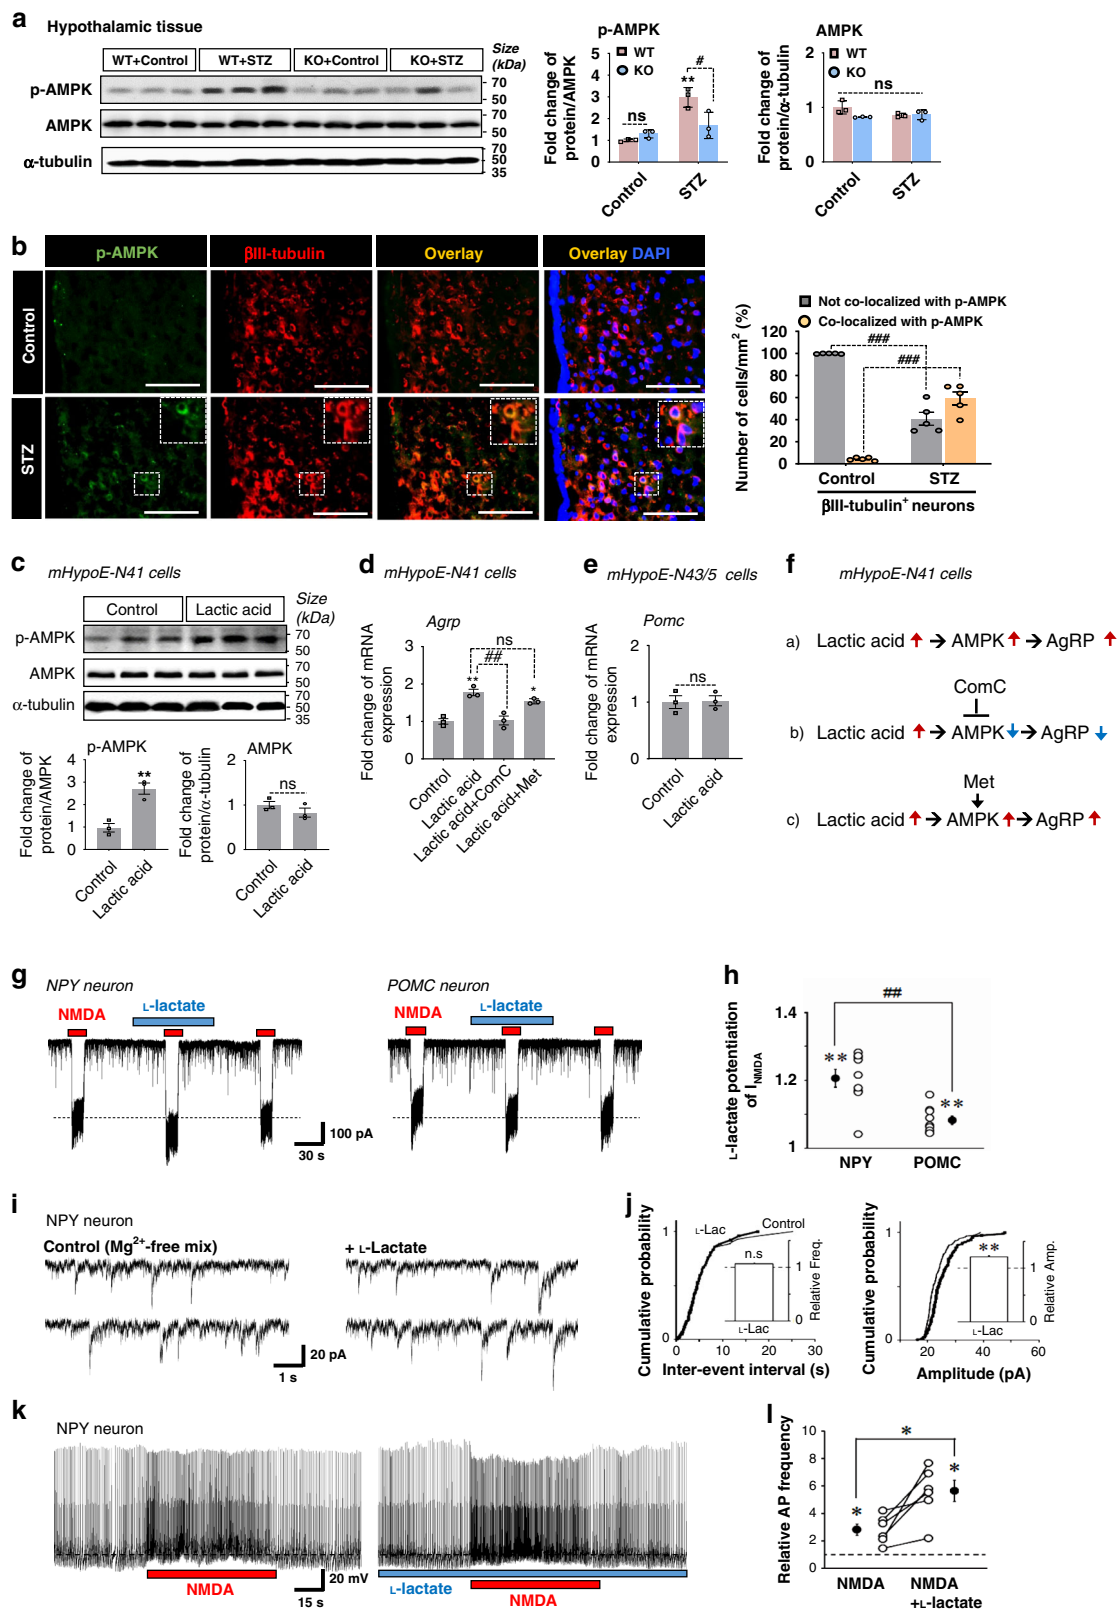 a
Hypothalamic tissue
WT+Control WT+STZ KO+Control KO+STZ
Size (kDa)
p-AMPK
70
50
AMPK
70
50
α-tubulin
70
50
35
p-AMPK
WT
KO
Fold change of protein/AMPK
5
4
3
2
1
0
ns
**
#
Control
STZ
AMPK
WT
KO
Fold change of protein/α-tubulin
2
1
0
ns
Control
STZ
b
p-AMPK βIII-tubulin Overlay Overlay DAPI
Control
STZ
Not co-localized with p-AMPK
Co-localized with p-AMPK
Number of cells/mm² (%)
120
100
80
60
40
20
0
###
###
Control STZ
βIII-tubulin⁺ neurons
c
mHypoE-N41 cells
Control Lactic acid
Size (kDa)
p-AMPK
70
50
AMPK
70
50
α-tubulin
70
50
35
p-AMPK
Fold change of protein/AMPK
4
3
2
1
0
**
Control
Lactic acid
AMPK
Fold change of protein/α-tubulin
2
1
0
ns
Control
Lactic acid
d
mHypoE-N41 cells
Agrp
Fold change of mRNA expression
3
2
1
0
ns
##
**
*
Control
Lactic acid
Lactic acid+ComC
Lactic acid+Met
e
mHypoE-N43/5 cells
Pomc
Fold change of mRNA expression
2
1
0
ns
Control
Lactic acid
f
mHypoE-N41 cells
a) Lactic acid ↑ → AMPK ↑ → AgRP ↑
ComC
b) Lactic acid ↑ → AMPK ↓ → AgRP ↓
Met
c) Lactic acid ↑ → AMPK ↑ → AgRP ↑
g
NPY neuron
NMDA
L-lactate
100 pA
30 s
POMC neuron
NMDA
L-lactate
h
L-lactate potentiation of I_NMDA
1.4
1.2
1
##
**
**
NPY POMC
i
NPY neuron
Control (Mg²⁺-free mix)
+ L-Lactate
20 pA
1 s
j
Cumulative probability
1
0
L-Lac
Control
n.s
1
0
Relative Freq.
L-Lac
0 10 20 30
Inter-event interval (s)
Cumulative probability
1
0
**
1
0
Relative Amp.
L-Lac
20 40 60
Amplitude (pA)
k
NPY neuron
NMDA
20 mV
15 s
L-lactate
NMDA
l
Relative AP frequency
10
8
6
4
2
0
*
*
*
NMDA
NMDA +L-lactate